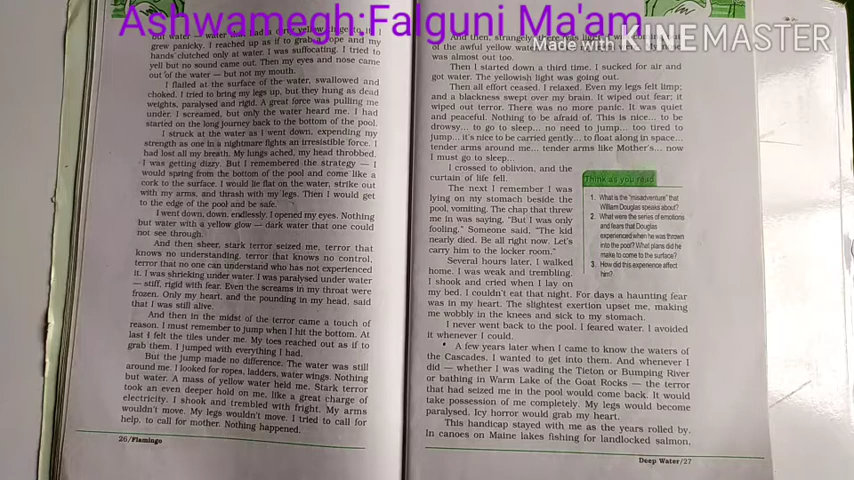 Ashwamegh:Falguni Ma'am
Made with KINEMASTER
but water — water
grew panicky. I reached up as if to grab a rope and my
hands clutched only at water. I was suffocating. I tried to
yell but no sound came out. Then my eyes and nose came
out of the water — but not my mouth.
I flailed at the surface of the water, swallowed and
choked. I tried to bring my legs up, but they hung as dead
weights, paralysed and rigid. A great force was pulling me
under. I screamed, but only the water heard me. I had
started on the long journey back to the bottom of the pool.
I struck at the water as I went down, expending my
strength as one in a nightmare fights an irresistible force. I
had lost all my breath. My lungs ached, my head throbbed.
I was getting dizzy. But I remembered the strategy — I
would spring from the bottom of the pool and come like a
cork to the surface. I would lie flat on the water, strike out
with my arms, and thrash with my legs. Then I would get
to the edge of the pool and be safe.
I went down, down, endlessly. I opened my eyes. Nothing
but water with a yellow glow — dark water that one could
not see through.
And then sheer, stark terror seized me, terror that
knows no understanding, terror that knows no control,
terror that no one can understand who has not experienced
it. I was shrieking under water. I was paralysed under water
— stiff, rigid with fear. Even the screams in my throat were
frozen. Only my heart, and the pounding in my head, said
that I was still alive.
And then in the midst of the terror came a touch of
reason. I must remember to jump when I hit the bottom. At
last I felt the tiles under me. My toes reached out as if to
grab them. I jumped with everything I had.
But the jump made no difference. The water was still
around me. I looked for ropes, ladders, water wings. Nothing
but water. A mass of yellow water held me. Stark terror
took an even deeper hold on me, like a great charge of
electricity. I shook and trembled with fright. My arms
wouldn't move. My legs wouldn't move. I tried to call for
help, to call for mother. Nothing happened.
26/Flamingo
And then, strangely, there was light.
of the awful yellow water.
was almost out too.
Then I started down a third time. I sucked for air and
got water. The yellowish light was going out.
Then all effort ceased. I relaxed. Even my legs felt limp;
and a blackness swept over my brain. It wiped out fear; it
wiped out terror. There was no more panic. It was quiet
and peaceful. Nothing to be afraid of. This is nice... to be
drowsy... to go to sleep... no need to jump... too tired to
jump... it's nice to be carried gently... to float along in space...
tender arms around me... tender arms like Mother's... now
I must go to sleep...
I crossed to oblivion, and the
curtain of life fell.
The next I remember I was
lying on my stomach beside the
pool, vomiting. The chap that threw
me in was saying, "But I was only
fooling." Someone said, "The kid
nearly died. Be all right now. Let's
carry him to the locker room."
Several hours later, I walked
home. I was weak and trembling.
I shook and cried when I lay on
my bed. I couldn't eat that night. For days a haunting fear
was in my heart. The slightest exertion upset me, making
me wobbly in the knees and sick to my stomach.
I never went back to the pool. I feared water. I avoided
it whenever I could.
A few years later when I came to know the waters of
the Cascades, I wanted to get into them. And whenever I
did — whether I was wading the Tieton or Bumping River
or bathing in Warm Lake of the Goat Rocks — the terror
that had seized me in the pool would come back. It would
take possession of me completely. My legs would become
paralysed. Icy horror would grab my heart.
This handicap stayed with me as the years rolled by.
In canoes on Maine lakes fishing for landlocked salmon,
Think as you read
1. What is the "misadventure" that
William Douglas speaks about?
2. What were the series of emotions
and fears that Douglas
experienced when he was thrown
into the pool? What plans did he
make to come to the surface?
3. How did this experience affect
him?
Deep Water/27